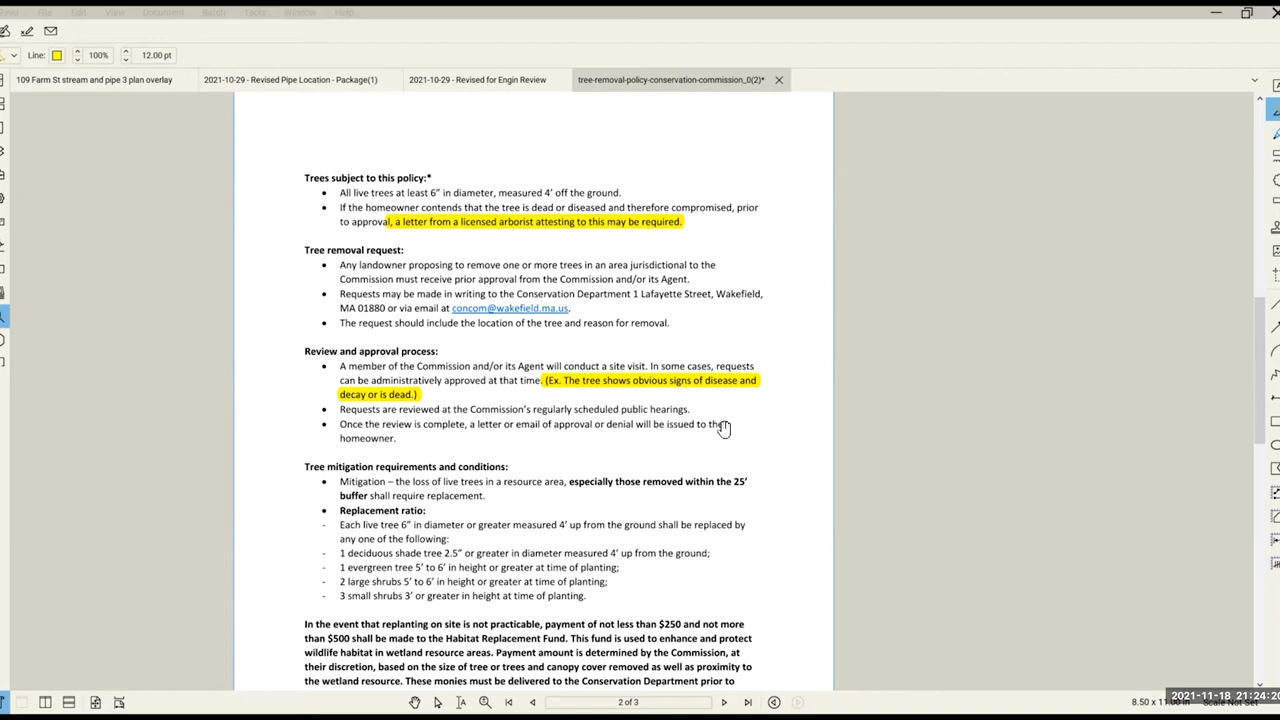 File Edit View Document Batch Tools Window Help
Line: 100% 12.00 pt
109 Farm St stream and pipe 3 plan overlay 2021-10-29 - Revised Pipe Location - Package(1) 2021-10-29 - Revised for Engin Review tree-removal-policy-conservation-commission_0(2)*
Trees subject to this policy:*
• All live trees at least 6" in diameter, measured 4' off the ground.
• If the homeowner contends that the tree is dead or diseased and therefore compromised, prior
to approval, a letter from a licensed arborist attesting to this may be required.
Tree removal request:
• Any landowner proposing to remove one or more trees in an area jurisdictional to the
Commission must receive prior approval from the Commission and/or its Agent.
• Requests may be made in writing to the Conservation Department 1 Lafayette Street, Wakefield,
MA 01880 or via email at concom@wakefield.ma.us.
• The request should include the location of the tree and reason for removal.
Review and approval process:
• A member of the Commission and/or its Agent will conduct a site visit. In some cases, requests
can be administratively approved at that time. (Ex. The tree shows obvious signs of disease and
decay or is dead.)
• Requests are reviewed at the Commission's regularly scheduled public hearings.
• Once the review is complete, a letter or email of approval or denial will be issued to the
homeowner.
Tree mitigation requirements and conditions:
• Mitigation – the loss of live trees in a resource area, especially those removed within the 25'
buffer shall require replacement.
• Replacement ratio:
- Each live tree 6" in diameter or greater measured 4' up from the ground shall be replaced by
any one of the following:
- 1 deciduous shade tree 2.5" or greater in diameter measured 4' up from the ground;
- 1 evergreen tree 5' to 6' in height or greater at time of planting;
- 2 large shrubs 5' to 6' in height or greater at time of planting;
- 3 small shrubs 3' or greater in height at time of planting.
In the event that replanting on site is not practicable, payment of not less than $250 and not more
than $500 shall be made to the Habitat Replacement Fund. This fund is used to enhance and protect
wildlife habitat in wetland resource areas. Payment amount is determined by the Commission, at
their discretion, based on the size of tree or trees and canopy cover removed as well as proximity to
the wetland resource. These monies must be delivered to the Conservation Department prior to
2021-11-18 21:24:20
2 of 3 8.50 x 11.00 in Scale Not Set